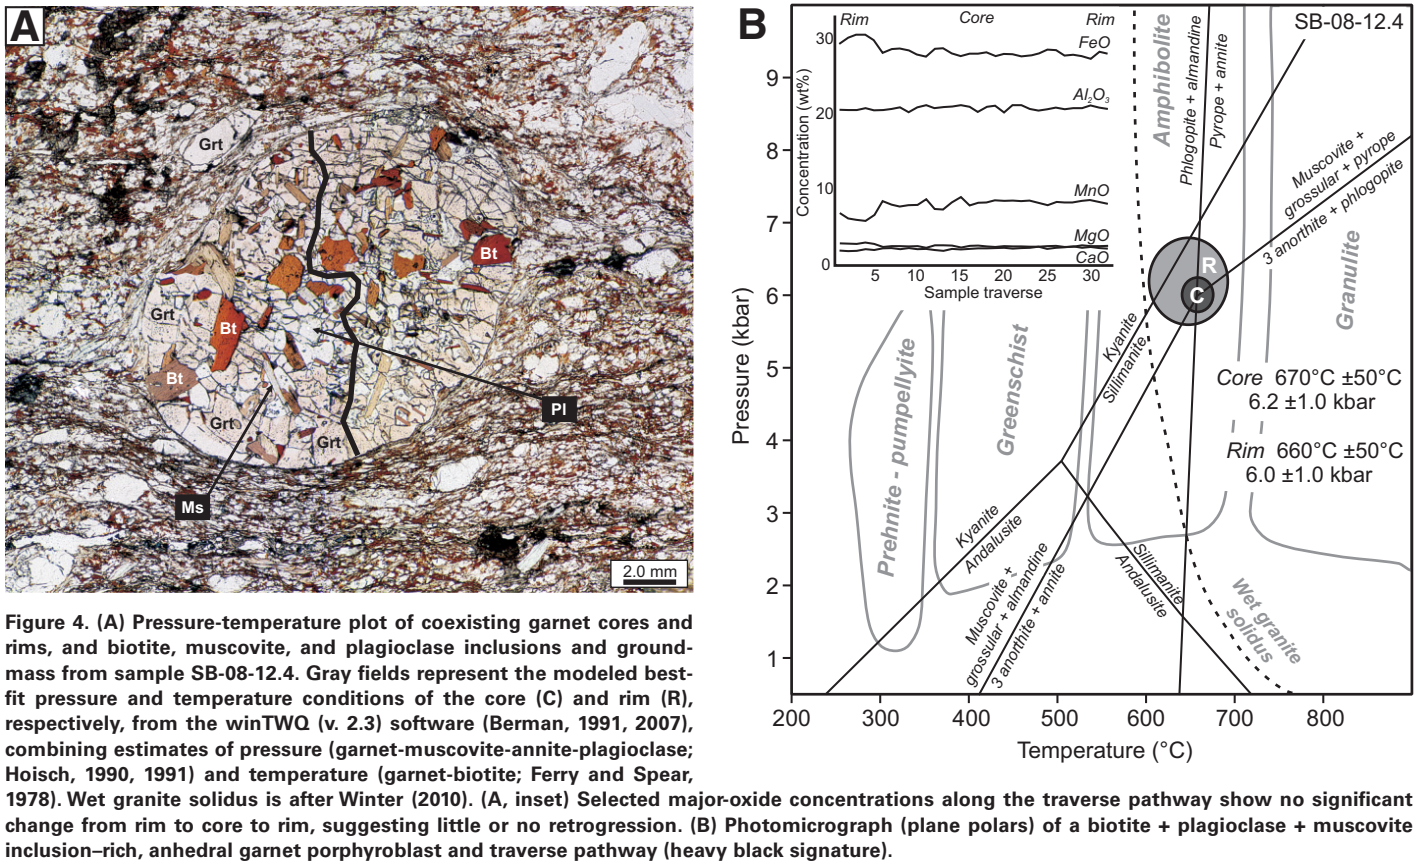 A
Grt
Bt
Grt
Bt
Bt
Grt
Grt
Pl
Ms
2.0 mm
B
SB-08-12.4
Rim
Core
Rim
FeO
Al2O3
MnO
MgO
CaO
Concentration (wt%)
30
20
10
0
5
10
15
20
25
30
Sample traverse
Amphibolite
Phlogopite + almandine
Pyrope + annite
Muscovite +
grossular + pyrope
3 anorthite + phlogopite
Granulite
R
C
Kyanite
Sillimanite
Greenschist
Prehnite - pumpellyite
Core 670°C ±50°C
6.2 ±1.0 kbar
Rim 660°C ±50°C
6.0 ±1.0 kbar
Kyanite
Andalusite
Muscovite +
grossular + almandine
3 anorthite + annite
Sillimanite
Andalusite
Wet granite
solidus
Pressure (kbar)
9
8
7
6
5
4
3
2
1
200
300
400
500
600
700
800
Temperature (°C)
Figure 4. (A) Pressure-temperature plot of coexisting garnet cores and
rims, and biotite, muscovite, and plagioclase inclusions and ground-
mass from sample SB-08-12.4. Gray fields represent the modeled best-
fit pressure and temperature conditions of the core (C) and rim (R),
respectively, from the winTWQ (v. 2.3) software (Berman, 1991, 2007),
combining estimates of pressure (garnet-muscovite-annite-plagioclase;
Hoisch, 1990, 1991) and temperature (garnet-biotite; Ferry and Spear,
1978). Wet granite solidus is after Winter (2010). (A, inset) Selected major-oxide concentrations along the traverse pathway show no significant
change from rim to core to rim, suggesting little or no retrogression. (B) Photomicrograph (plane polars) of a biotite + plagioclase + muscovite
inclusion–rich, anhedral garnet porphyroblast and traverse pathway (heavy black signature).